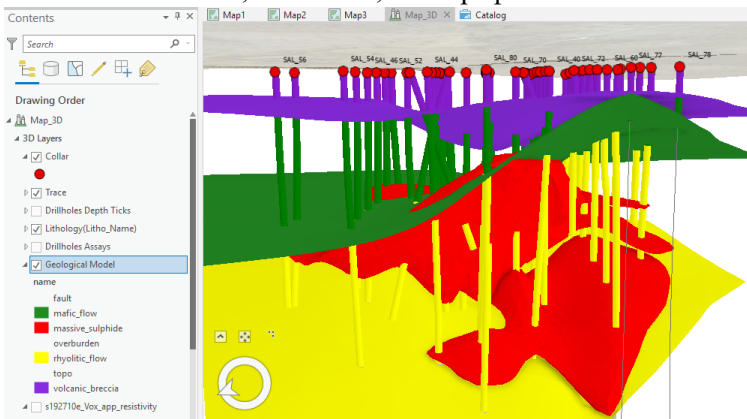 Contents
Map1
Map2
Map3
Map_3D
Catalog
Search
Drawing Order
Map_3D
3D Layers
Collar
Trace
Drillholes Depth Ticks
Lithology(Litho_Name)
Drillholes Assays
Geological Model
name
fault
mafic_flow
massive_sulphide
overburden
rhyolitic_flow
topo
volcanic_breccia
s192710e_Vox_app_resistivity
SAL_56
SAL_54
SAL_46
SAL_52
SAL_44
SAL_80
SAL_70
SAL_40
SAL_72
SAL_60
SAL_77
SAL_78